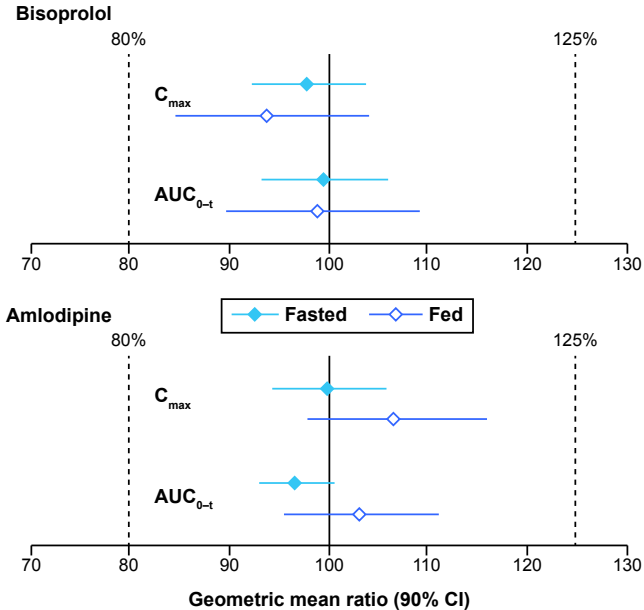 Bisoprolol
80% 125%
Cmax
AUC0–t
70 80 90 100 110 120 130
Amlodipine
Fasted Fed
80% 125%
Cmax
AUC0–t
70 80 90 100 110 120 130
Geometric mean ratio (90% CI)